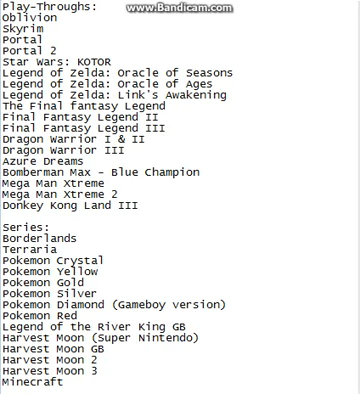 www.Bandicam.com
Play-Throughs:
Oblivion
Skyrim
Portal
Portal 2
Star Wars: KOTOR
Legend of Zelda: Oracle of Seasons
Legend of Zelda: Oracle of Ages
Legend of Zelda: Link's Awakening
The Final fantasy Legend
Final Fantasy Legend II
Final Fantasy Legend III
Dragon Warrior I & II
Dragon Warrior III
Azure Dreams
Bomberman Max - Blue Champion
Mega Man Xtreme
Mega Man Xtreme 2
Donkey Kong Land III
Series:
Borderlands
Terraria
Pokemon Crystal
Pokemon Yellow
Pokemon Gold
Pokemon Silver
Pokemon Diamond (Gameboy version)
Pokemon Red
Legend of the River King GB
Harvest Moon (Super Nintendo)
Harvest Moon GB
Harvest Moon 2
Harvest Moon 3
Minecraft